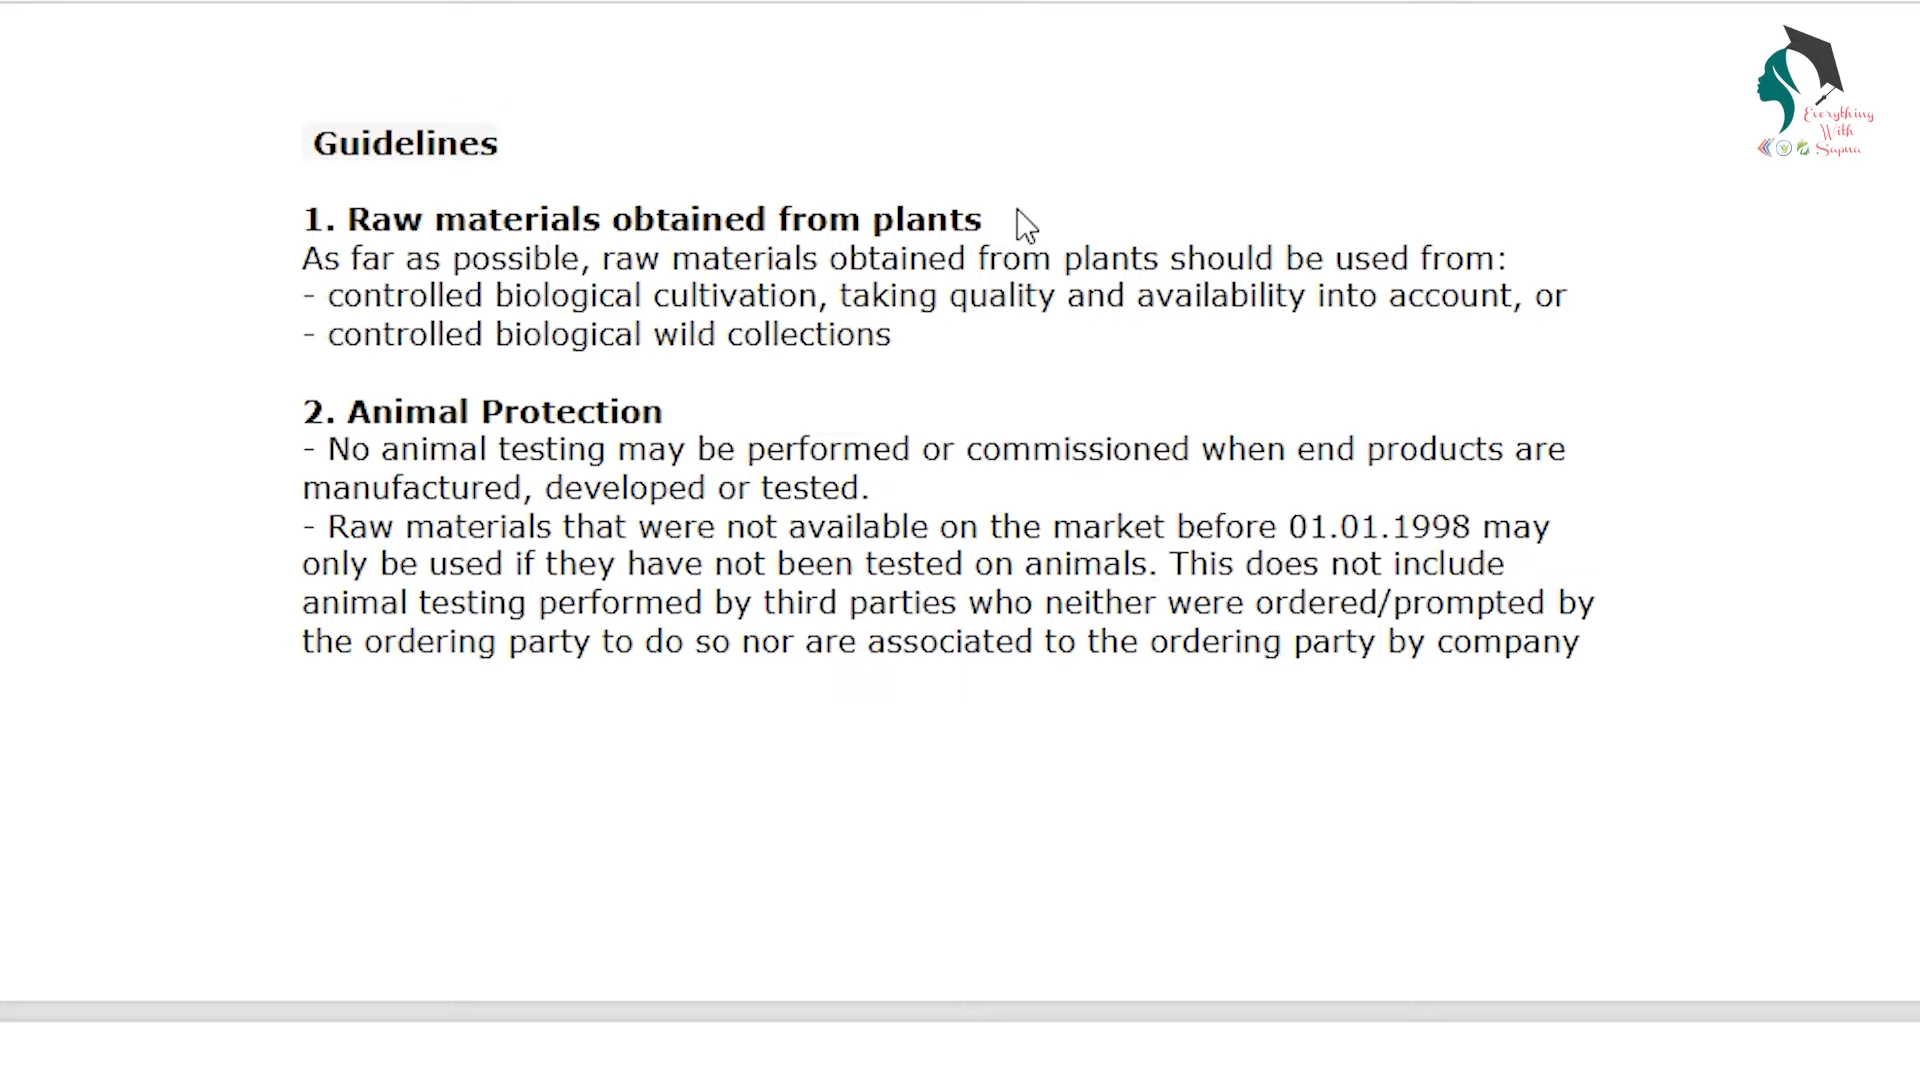 Everything
With
Sapna
Guidelines
1. Raw materials obtained from plants
As far as possible, raw materials obtained from plants should be used from:
- controlled biological cultivation, taking quality and availability into account, or
- controlled biological wild collections
2. Animal Protection
- No animal testing may be performed or commissioned when end products are
manufactured, developed or tested.
- Raw materials that were not available on the market before 01.01.1998 may
only be used if they have not been tested on animals. This does not include
animal testing performed by third parties who neither were ordered/prompted by
the ordering party to do so nor are associated to the ordering party by company